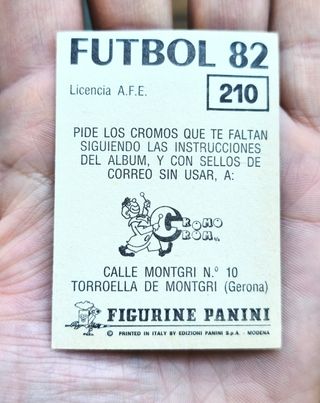 FUTBOL 82
Licencia A.F.E.
210
PIDE LOS CROMOS QUE TE FALTAN
SIGUIENDO LAS INSTRUCCIONES
DEL ALBUM, Y CON SELLOS DE
CORREO SIN USAR, A:
CROMO
CROM
CALLE MONTGRI N.º 10
TORROELLA DE MONTGRI (Gerona)
FIGURINE PANINI
© PRINTED IN ITALY BY EDIZIONI PANINI S.p.A. - MODENA